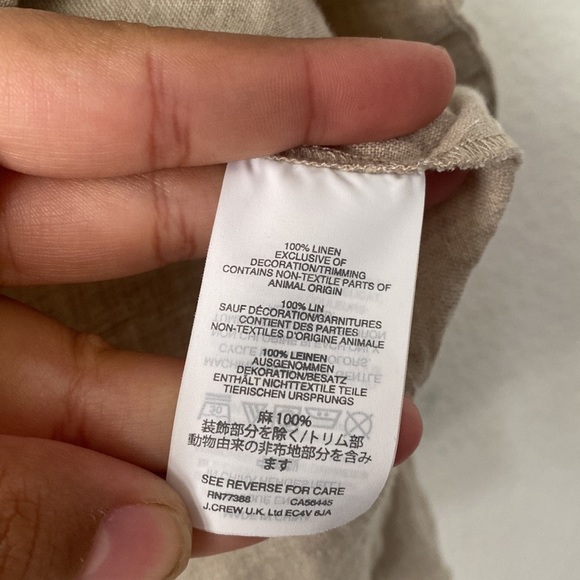 100% LINEN
EXCLUSIVE OF
DECORATION/TRIMMING
CONTAINS NON-TEXTILE PARTS OF
ANIMAL ORIGIN
100% LIN
SAUF DÉCORATION/GARNITURES
CONTIENT DES PARTIES
NON-TEXTILES D'ORIGINE ANIMALE
100% LEINEN
AUSGENOMMEN
DEKORATION/BESATZ
ENTHÄLT NICHTTEXTILE TEILE
TIERISCHEN URSPRUNGS
麻100%
装飾部分を除く/トリム部
動物由来の非布地部分を含み
ます
SEE REVERSE FOR CARE
RN77388 CA56445
J.CREW U.K. Ltd EC4V 6JA